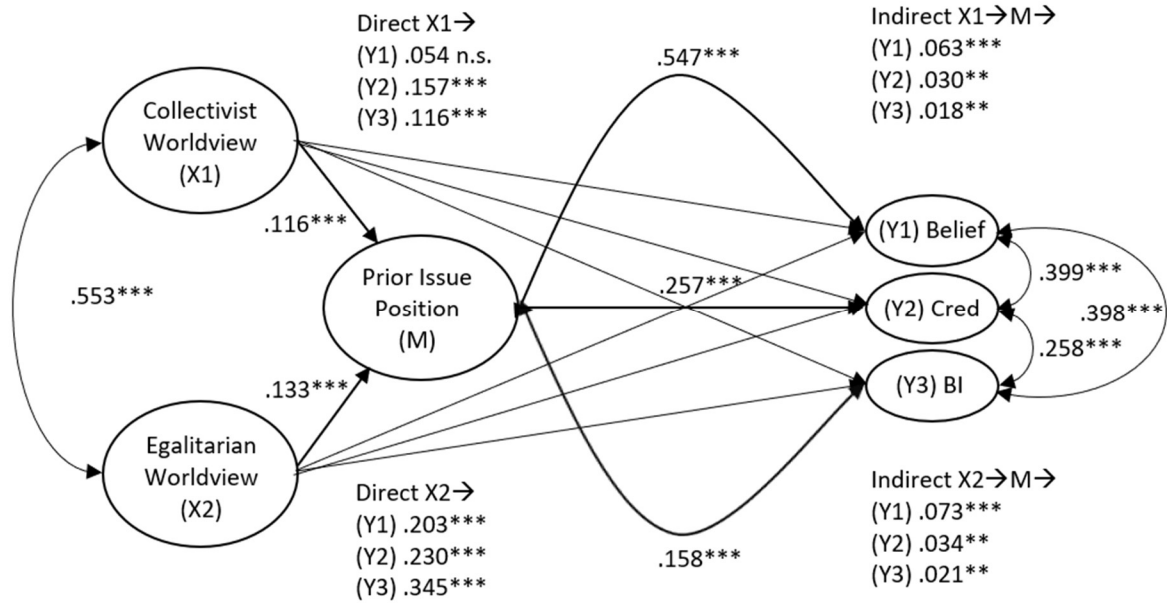 Direct X1→
(Y1) .054 n.s.
(Y2) .157***
(Y3) .116***
Indirect X1→M→
(Y1) .063***
(Y2) .030**
(Y3) .018**
.547***
Collectivist
Worldview
(X1)
.116***
(Y1) Belief
Prior Issue
Position
(M)
.553***
.257***
(Y2) Cred
.399***
.398***
.258***
(Y3) BI
.133***
Egalitarian
Worldview
(X2)
Direct X2→
(Y1) .203***
(Y2) .230***
(Y3) .345***
.158***
Indirect X2→M→
(Y1) .073***
(Y2) .034**
(Y3) .021**